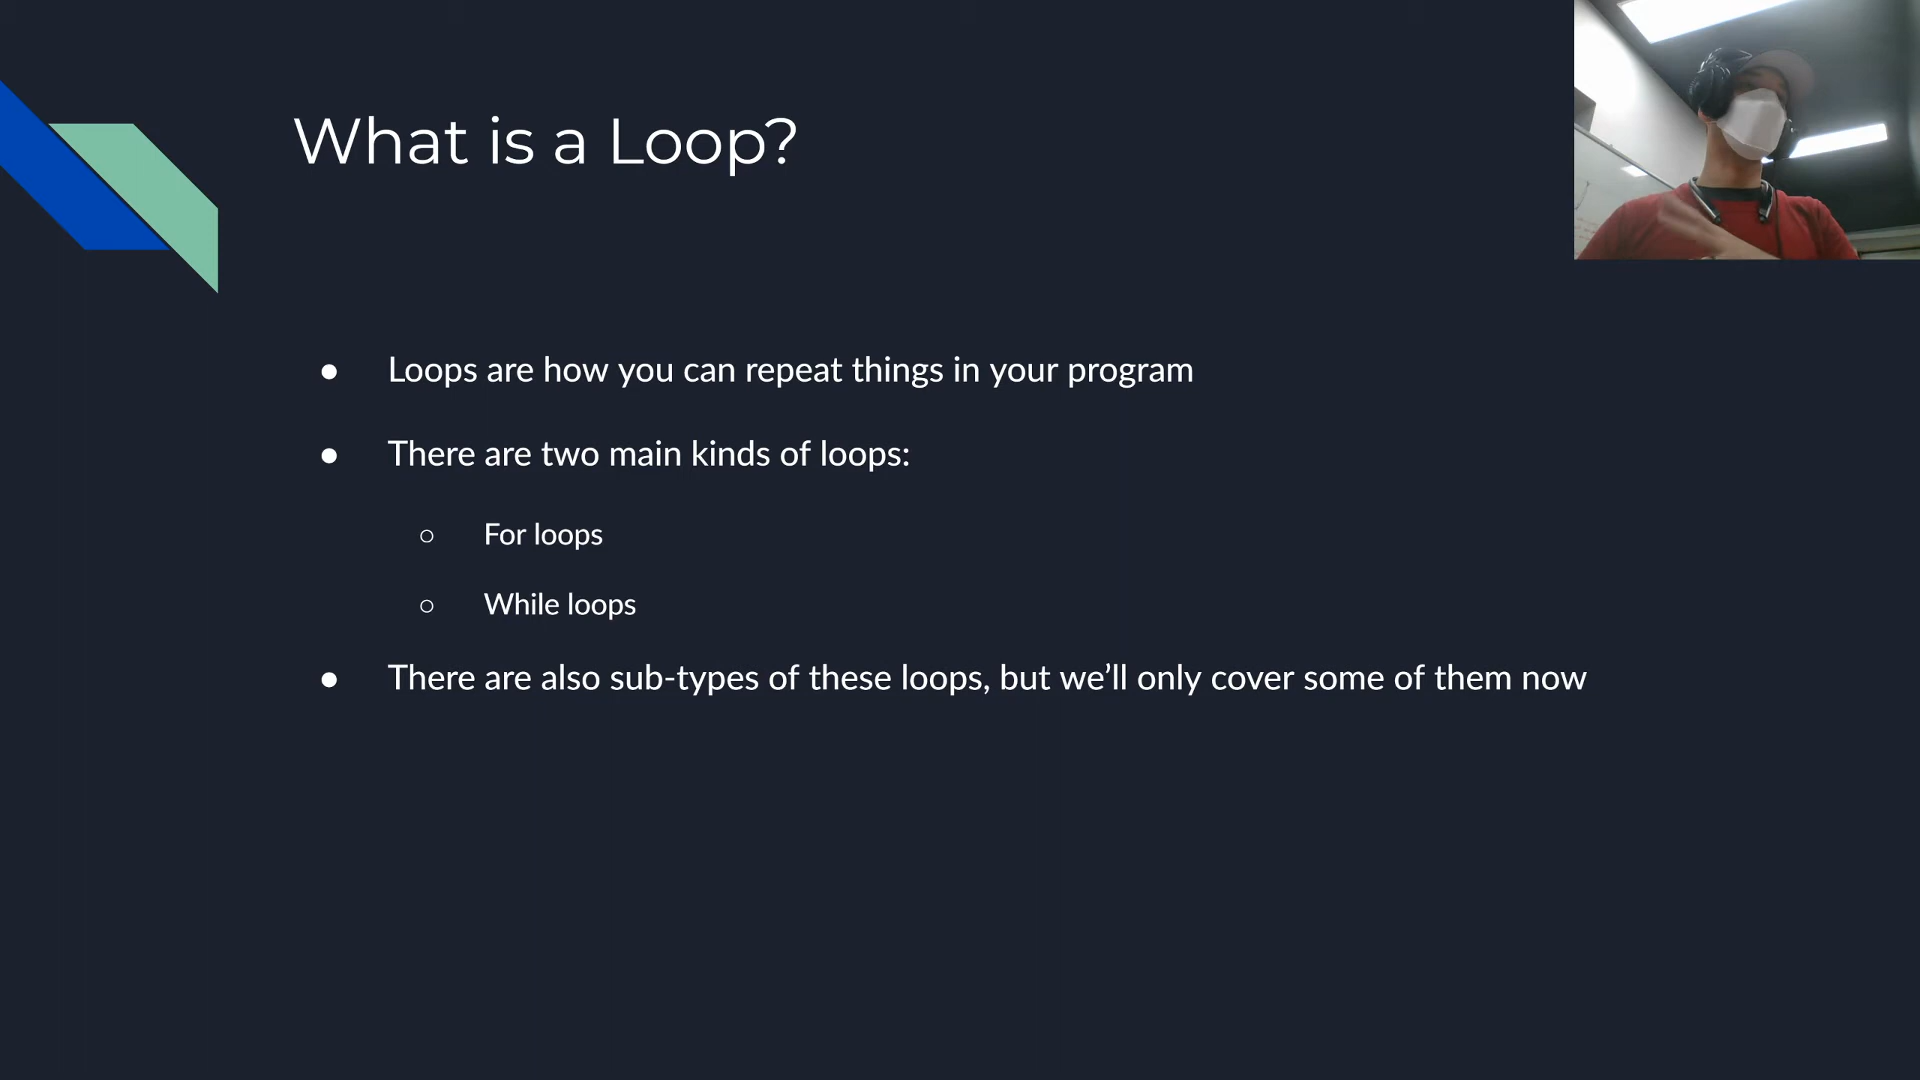 What is a Loop?
● Loops are how you can repeat things in your program
● There are two main kinds of loops:
○ For loops
○ While loops
● There are also sub-types of these loops, but we’ll only cover some of them now